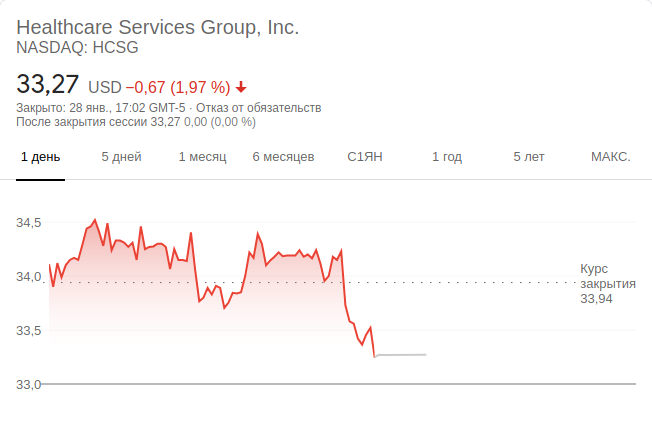 Healthcare Services Group, Inc.
NASDAQ: HCSG
33,27 USD −0,67 (1,97 %)
Закрыто: 28 янв., 17:02 GMT-5 · Отказ от обязательств
После закрытия сессии 33,27 0,00 (0,00 %)
1 день 5 дней 1 месяц 6 месяцев С1ЯН 1 год 5 лет МАКС.
34,5
34,0
33,5
33,0
Курс
закрытия
33,94